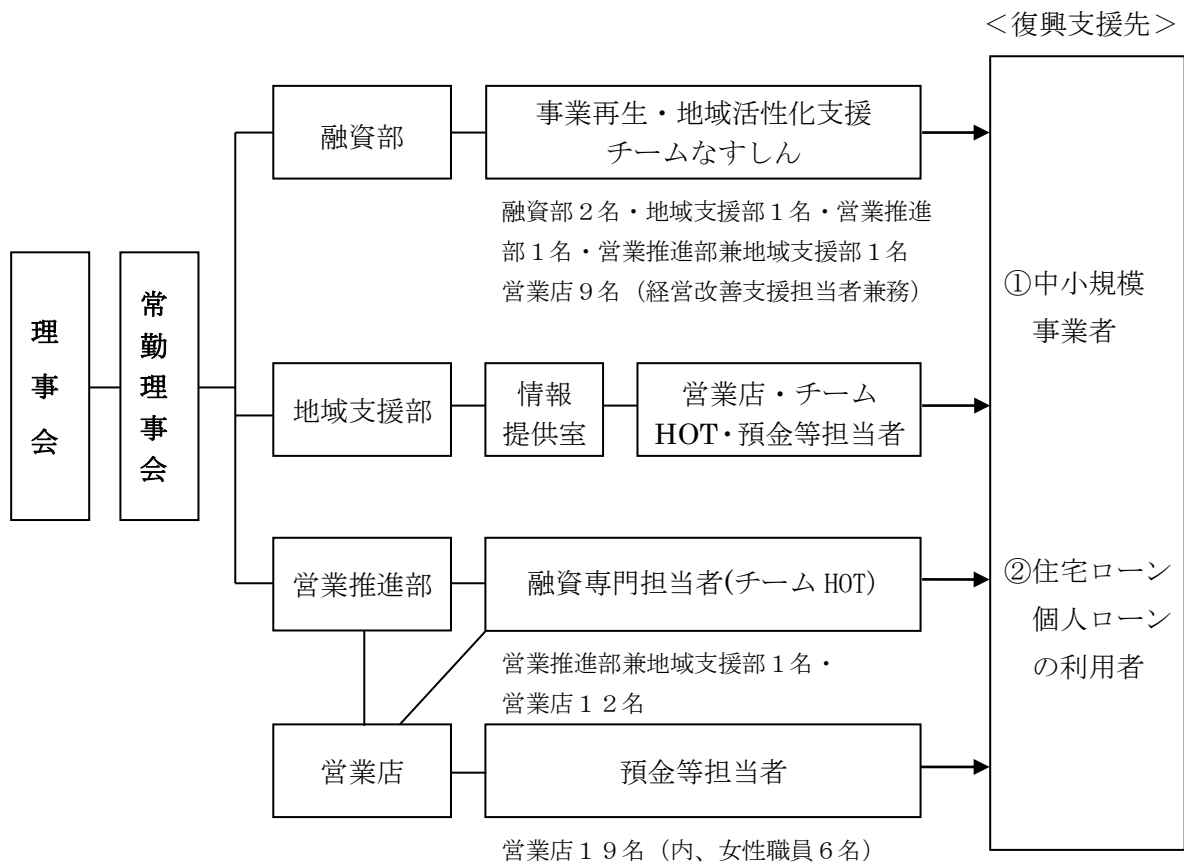 ＜復興支援先＞
融資部
事業再生・地域活性化支援
チームなすしん
融資部２名・地域支援部１名・営業推進
部１名・営業推進部兼地域支援部１名
営業店９名（経営改善支援担当者兼務）
理事会
常勤理事会
地域支援部
情報
提供室
営業店・チーム
HOT・預金等担当者
営業推進部
融資専門担当者(チーム HOT)
営業推進部兼地域支援部１名・
営業店１２名
営業店
預金等担当者
営業店１９名（内、女性職員６名）
①中小規模
事業者
②住宅ローン
個人ローン
の利用者